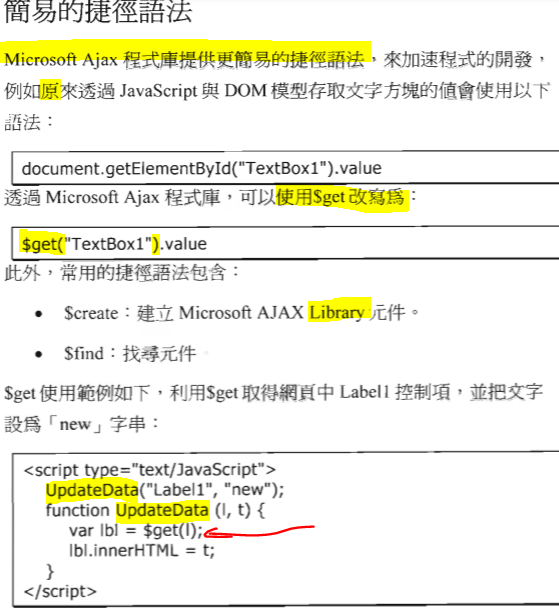 簡易的捷徑語法
Microsoft Ajax 程式庫提供更簡易的捷徑語法，來加速程式的開發，
例如原來透過 JavaScript 與 DOM 模型存取文字方塊的值會使用以下
語法：
document.getElementById("TextBox1").value
透過 Microsoft Ajax 程式庫，可以使用$get 改寫為：
$get("TextBox1").value
此外，常用的捷徑語法包含：
• $create：建立 Microsoft AJAX Library 元件。
• $find：找尋元件
$get 使用範例如下，利用$get 取得網頁中 Label1 控制項，並把文字
設為「new」字串：
<script type="text/JavaScript">
UpdateData("Label1", "new");
function UpdateData (l, t) {
var lbl = $get(l);
lbl.innerHTML = t;
}
</script>